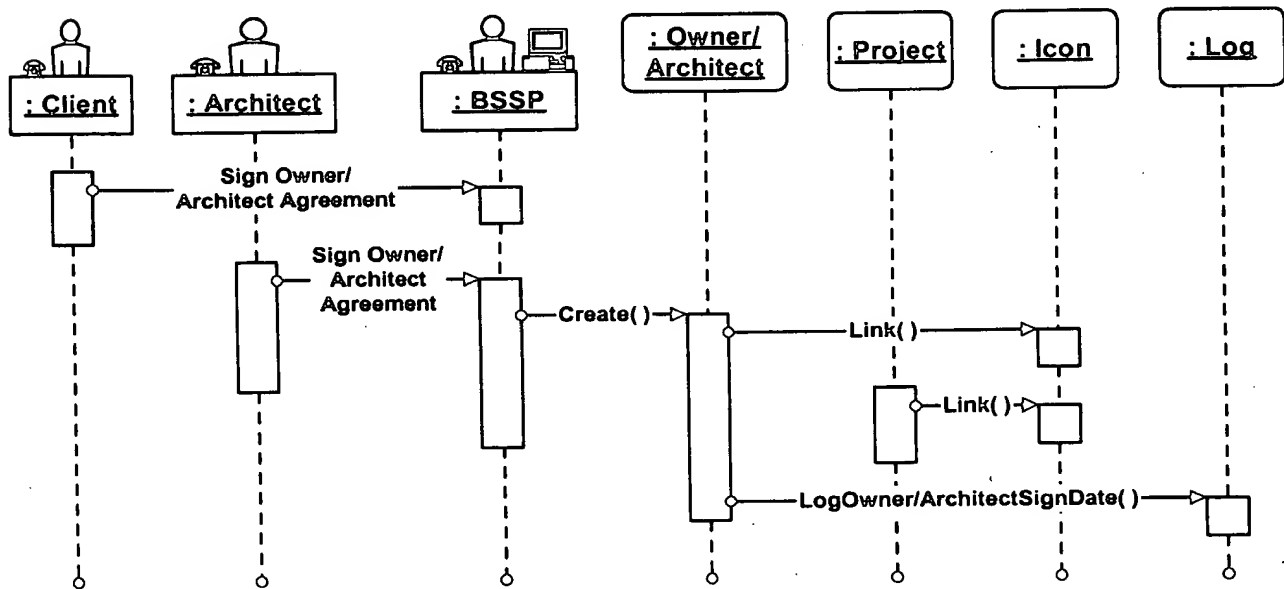 : Client
: Architect
: BSSP
: Owner/
Architect
: Project
: Icon
: Log
Sign Owner/
Architect Agreement
Sign Owner/
Architect
Agreement
Create( )
Link( )
Link( )
LogOwner/ArchitectSignDate( )